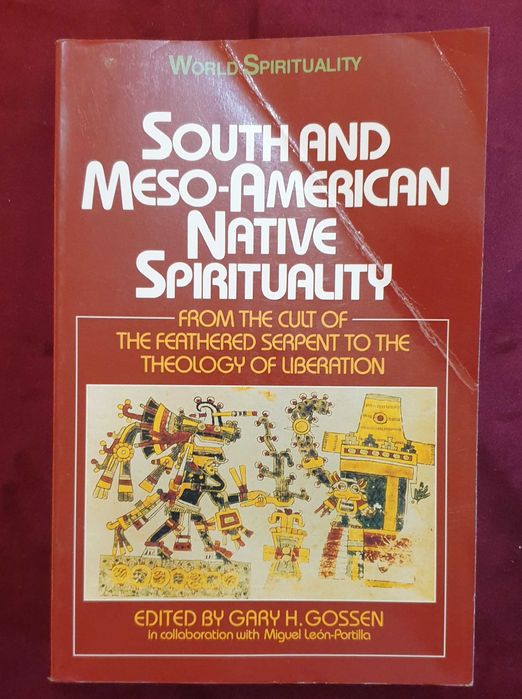 WORLD SPIRITUALITY
SOUTH AND
MESO-AMERICAN
NATIVE
SPIRITUALITY
FROM THE CULT OF
THE FEATHERED SERPENT TO THE
THEOLOGY OF LIBERATION
EDITED BY GARY H. GOSSEN
in collaboration with Miguel León-Portilla